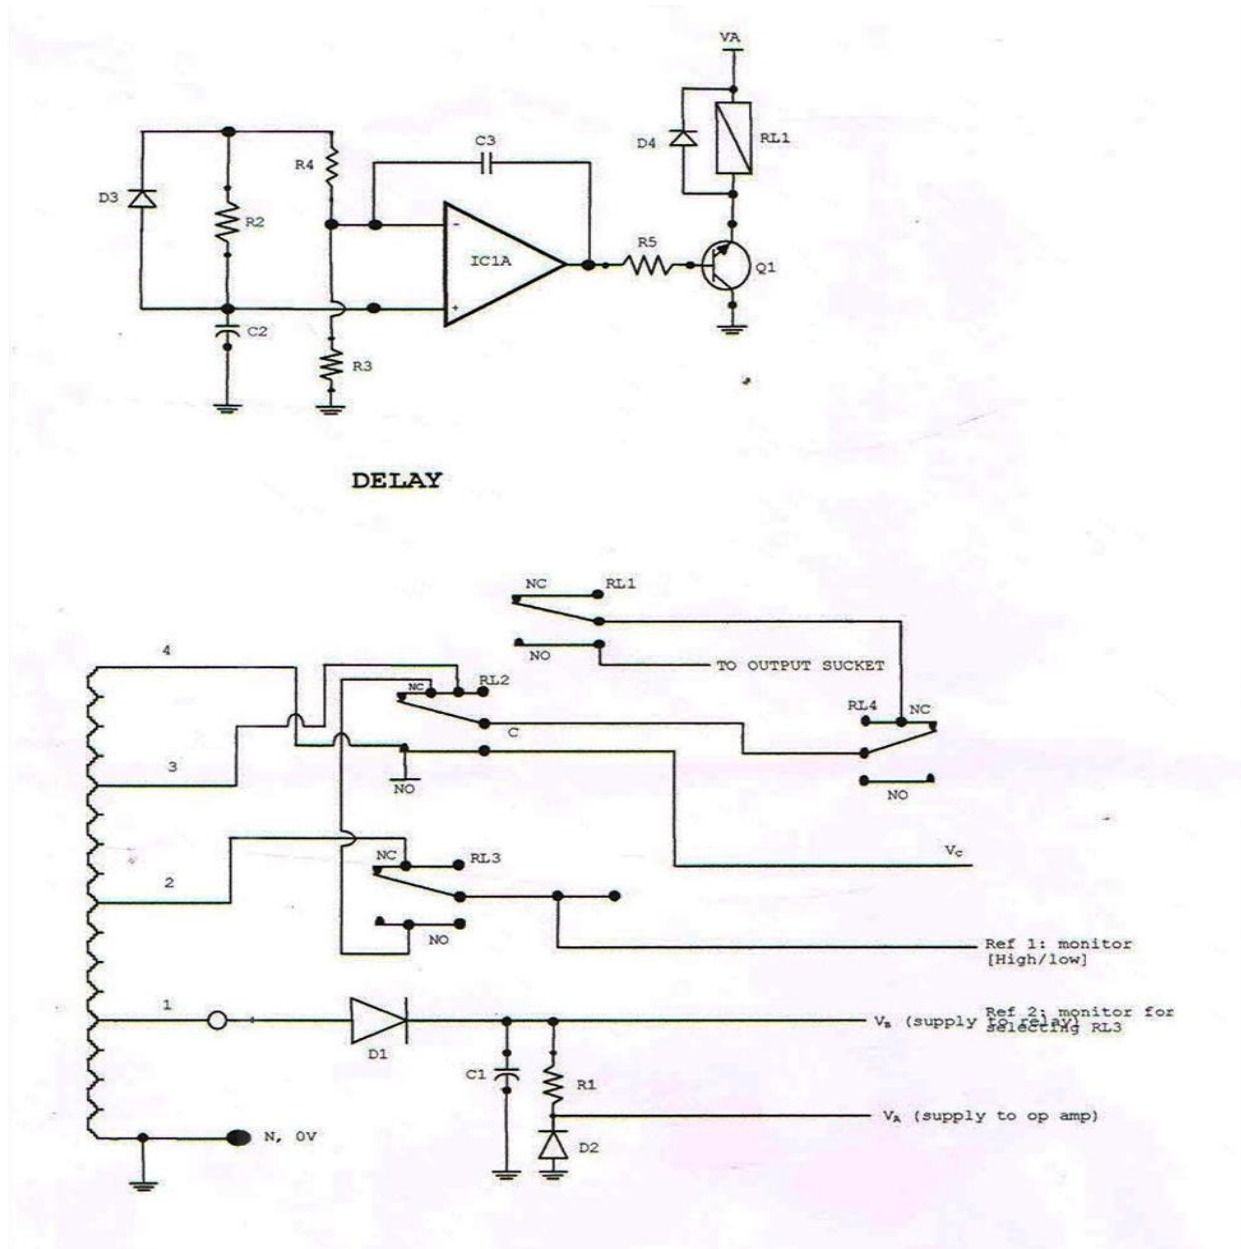 VA
C3
D4
RL1
R4
D3
R2
R5
IC1A
-
+
Q1
C2
R3
DELAY
NC
RL1
NO
TO OUTPUT SUCKET
4
NC
RL2
RL4
NC
C
3
NO
NO
VC
NC
RL3
2
NO
Ref 1: monitor
[High/low]
1
VB (supply to relay)
Ref 2: monitor for
selecting RL3
D1
C1
R1
VA (supply to op amp)
N, 0V
D2